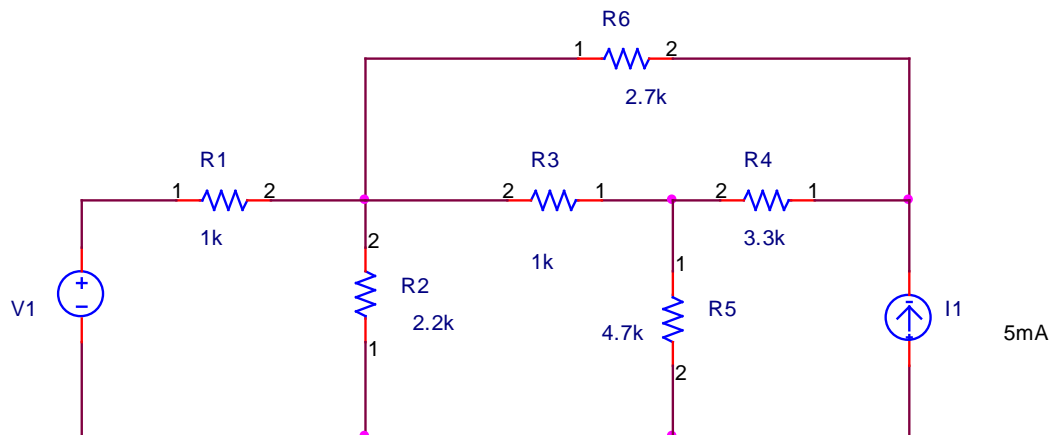 R6
1 2
2.7k
R1 R3 R4
1 2 2 1 2 1
1k 1k 3.3k
2 1
V1 + − R2 2.2k 4.7k R5 - + I1 5mA
1 2